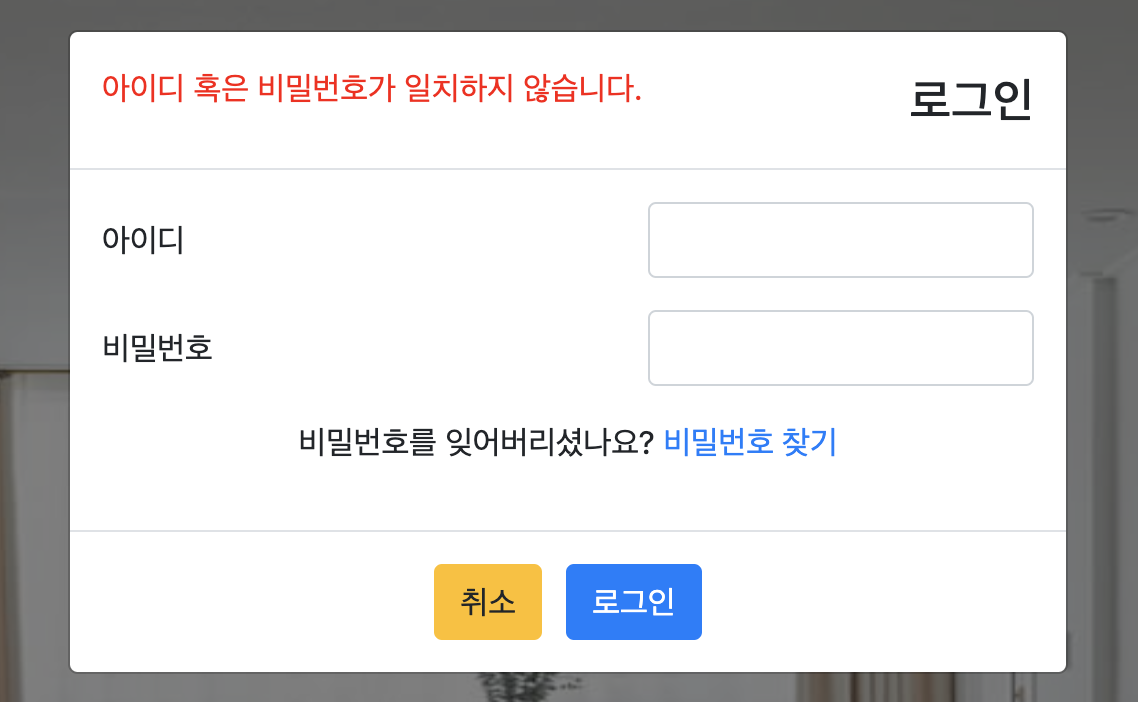 아이디 혹은 비밀번호가 일치하지 않습니다.
로그인
아이디
비밀번호
비밀번호를 잊어버리셨나요? 비밀번호 찾기
취소
로그인